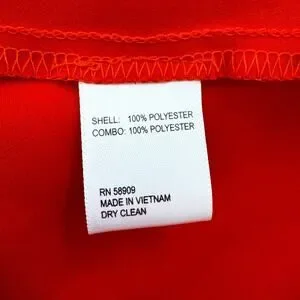 SHELL: 100% POLYESTER
COMBO: 100% POLYESTER
RN 58909
MADE IN VIETNAM
DRY CLEAN